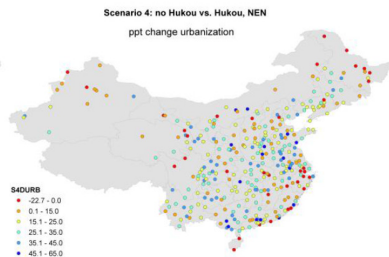 Scenario 4: no Hukou vs. Hukou, NEN
ppt change urbanization
S4DURB
-22.7 - 0.0
0.1 - 15.0
15.1 - 25.0
25.1 - 35.0
35.1 - 45.0
45.1 - 65.0